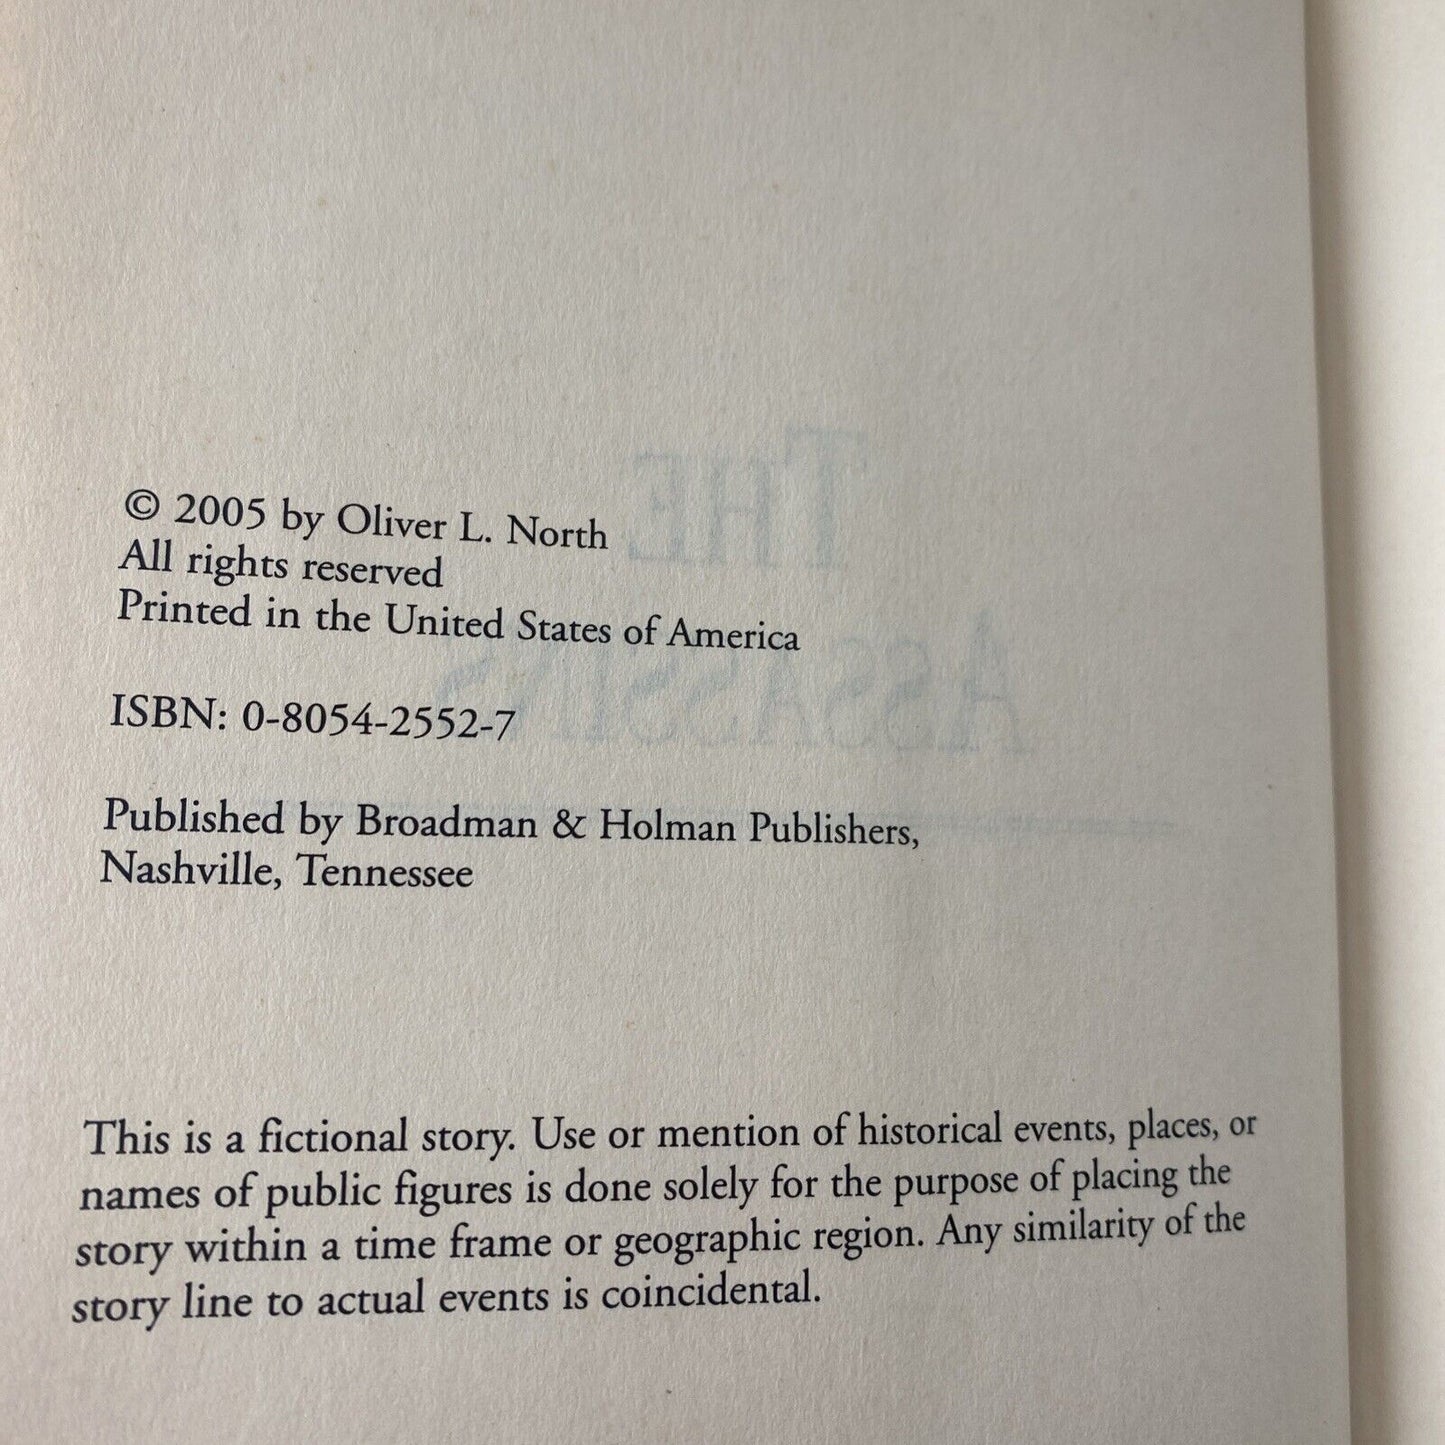 THE
ASSASSINS
© 2005 by Oliver L. North
All rights reserved
Printed in the United States of America
ISBN: 0-8054-2552-7
Published by Broadman & Holman Publishers,
Nashville, Tennessee
This is a fictional story. Use or mention of historical events, places, or
names of public figures is done solely for the purpose of placing the
story within a time frame or geographic region. Any similarity of the
story line to actual events is coincidental.